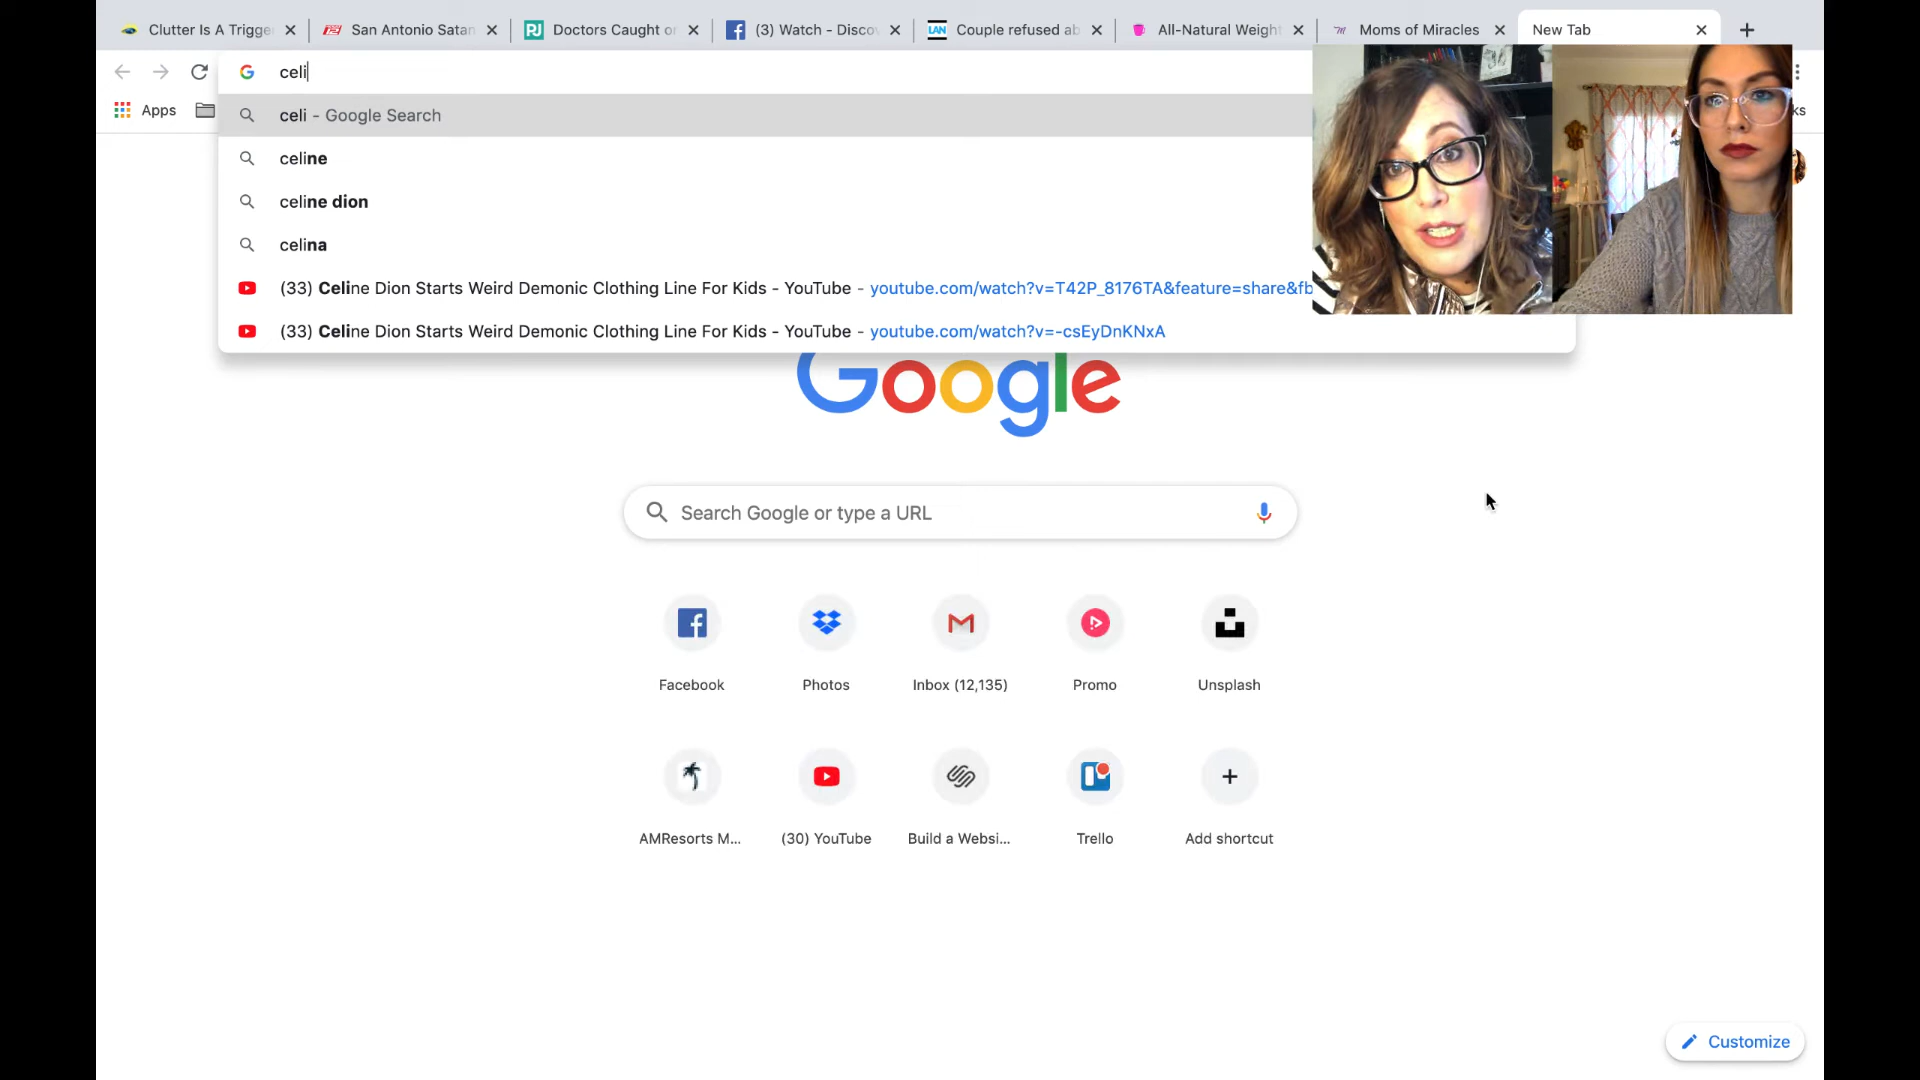 Clutter Is A Trigge
San Antonio Satan
Doctors Caught o
(3) Watch - Discov
Couple refused ab
All-Natural Weight
Moms of Miracles
New Tab
celi
Apps
ks
celi - Google Search
celine
celine dion
celina
(33) Celine Dion Starts Weird Demonic Clothing Line For Kids - YouTube - youtube.com/watch?v=T42P_8176TA&feature=share&fb
(33) Celine Dion Starts Weird Demonic Clothing Line For Kids - YouTube - youtube.com/watch?v=-csEyDnKNxA
Google
Search Google or type a URL
Facebook
Photos
Inbox (12,135)
Promo
Unsplash
AMResorts M...
(30) YouTube
Build a Websi...
Trello
Add shortcut
Customize